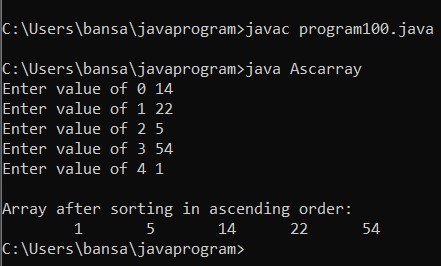 C:\Users\bansa\javaprogram>javac program100.java
C:\Users\bansa\javaprogram>java Ascarray
Enter value of 0 14
Enter value of 1 22
Enter value of 2 5
Enter value of 3 54
Enter value of 4 1
Array after sorting in ascending order:
1 5 14 22 54
C:\Users\bansa\javaprogram>